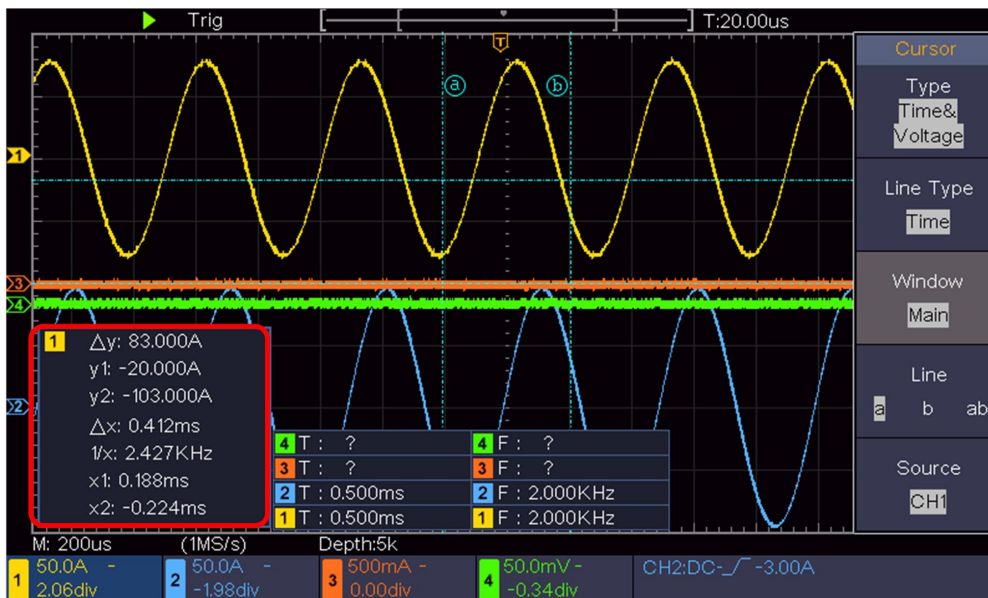 Trig
T:20.00us
T
a
b
1
3
4
2
Cursor
Type
Time&
Voltage
Line Type
Time
Window
Main
Line
a b ab
Source
CH1
1 △y: 83.000A
y1: -20.000A
y2: -103.000A
△x: 0.412ms
1/x: 2.427KHz
x1: 0.188ms
x2: -0.224ms
4 T : ? 4 F : ?
3 T : ? 3 F : ?
2 T : 0.500ms 2 F : 2.000KHz
1 T : 0.500ms 1 F : 2.000KHz
M: 200us (1MS/s) Depth:5k
1 50.0A -
2.06div
2 50.0A -
-1.98div
3 500mA -
0.00div
4 50.0mV -
-0.34div
CH2:DC- -3.00A